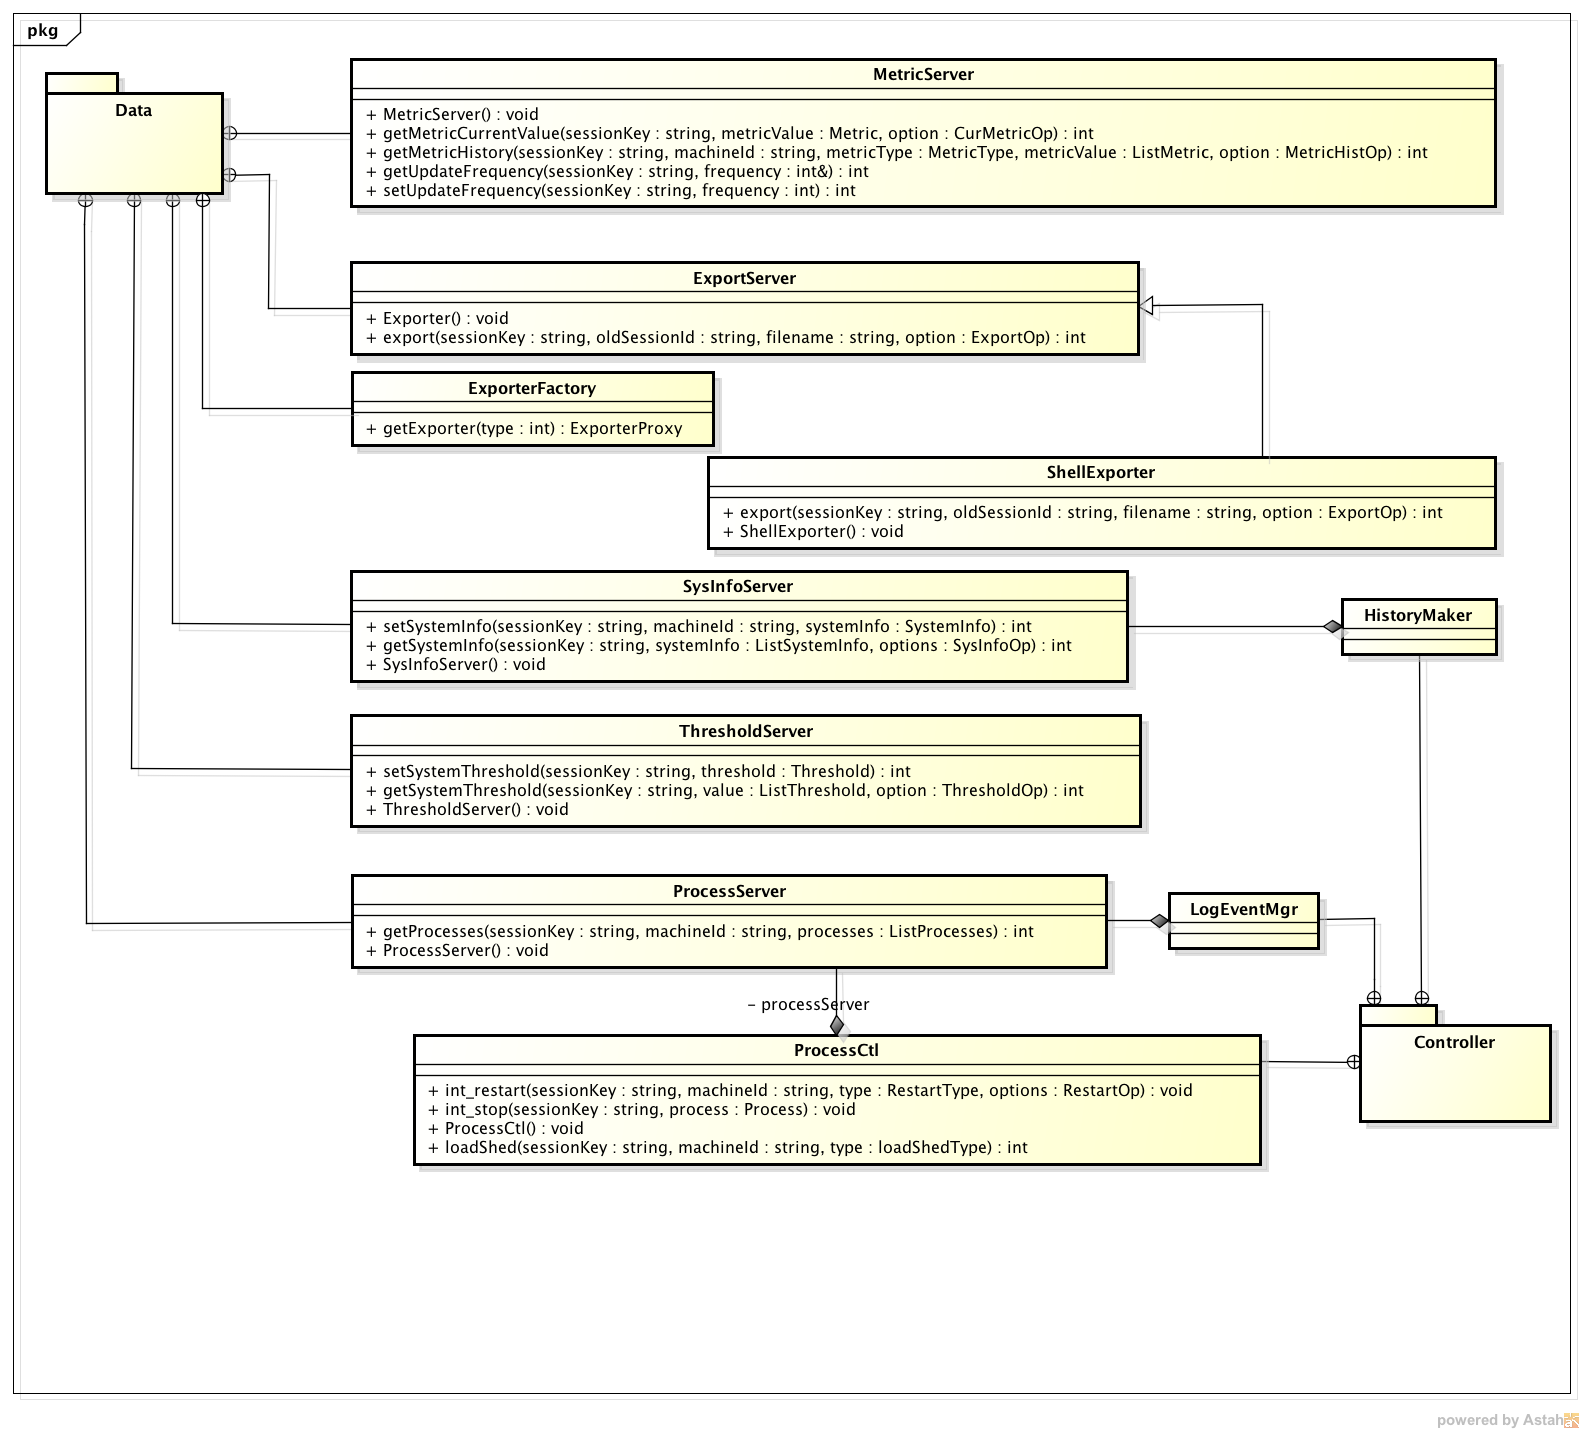 pkg
Data
MetricServer
+ MetricServer() : void
+ getMetricCurrentValue(sessionKey : string, metricValue : Metric, option : CurMetricOp) : int
+ getMetricHistory(sessionKey : string, machineId : string, metricType : MetricType, metricValue : ListMetric, option : MetricHistOp) : int
+ getUpdateFrequency(sessionKey : string, frequency : int&) : int
+ setUpdateFrequency(sessionKey : string, frequency : int) : int
ExportServer
+ Exporter() : void
+ export(sessionKey : string, oldSessionId : string, filename : string, option : ExportOp) : int
ExporterFactory
+ getExporter(type : int) : ExporterProxy
ShellExporter
+ export(sessionKey : string, oldSessionId : string, filename : string, option : ExportOp) : int
+ ShellExporter() : void
SysInfoServer
+ setSystemInfo(sessionKey : string, machineId : string, systemInfo : SystemInfo) : int
+ getSystemInfo(sessionKey : string, systemInfo : ListSystemInfo, options : SysInfoOp) : int
+ SysInfoServer() : void
HistoryMaker
ThresholdServer
+ setSystemThreshold(sessionKey : string, threshold : Threshold) : int
+ getSystemThreshold(sessionKey : string, value : ListThreshold, option : ThresholdOp) : int
+ ThresholdServer() : void
ProcessServer
+ getProcesses(sessionKey : string, machineId : string, processes : ListProcesses) : int
+ ProcessServer() : void
LogEventMgr
- processServer
ProcessCtl
+ int_restart(sessionKey : string, machineId : string, type : RestartType, options : RestartOp) : void
+ int_stop(sessionKey : string, process : Process) : void
+ ProcessCtl() : void
+ loadShed(sessionKey : string, machineId : string, type : loadShedType) : int
Controller
powered by Astah